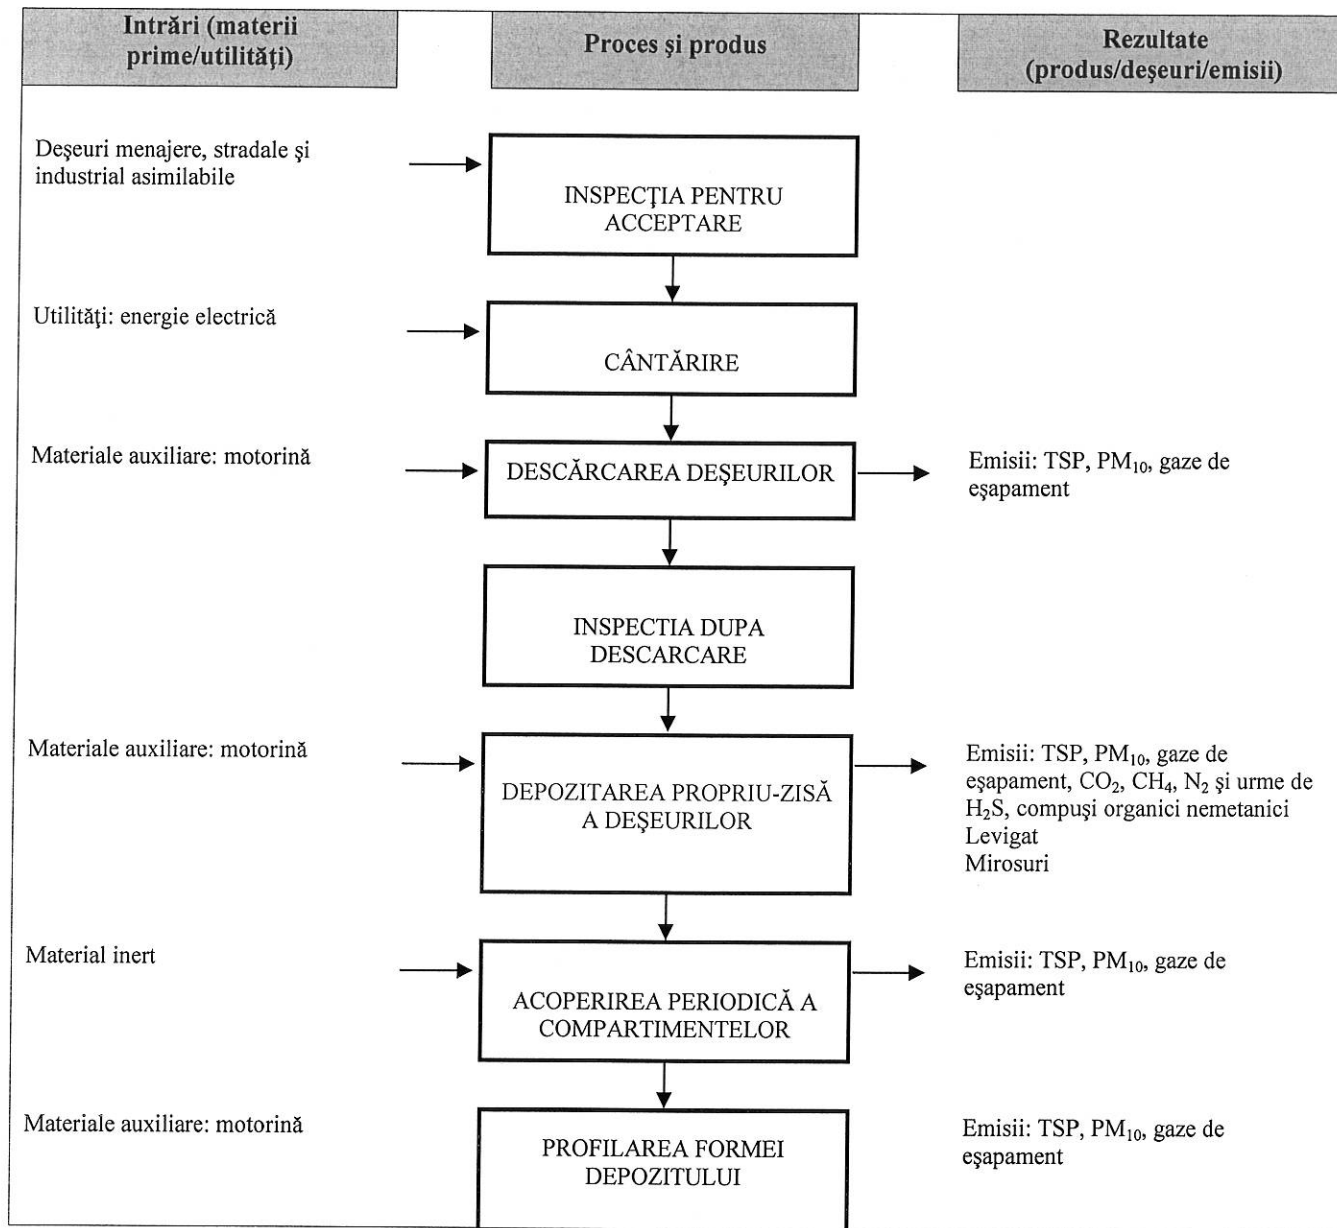 Intrări (materii
prime/utilităţi)
Proces şi produs
Rezultate
(produs/deşeuri/emisii)
Deşeuri menajere, stradale şi
industrial asimilabile
INSPECŢIA PENTRU
ACCEPTARE
Utilităţi: energie electrică
CÂNTĂRIRE
Materiale auxiliare: motorină
DESCĂRCAREA DEŞEURILOR
Emisii: TSP, PM₁₀, gaze de
eşapament
INSPECTIA DUPA
DESCARCARE
Materiale auxiliare: motorină
DEPOZITAREA PROPRIU-ZISĂ
A DEŞEURILOR
Emisii: TSP, PM₁₀, gaze de
eşapament, CO₂, CH₄, N₂ şi urme de
H₂S, compuşi organici nemetanici
Levigat
Mirosuri
Material inert
ACOPERIREA PERIODICĂ A
COMPARTIMENTELOR
Emisii: TSP, PM₁₀, gaze de
eşapament
Materiale auxiliare: motorină
PROFILAREA FORMEI
DEPOZITULUI
Emisii: TSP, PM₁₀, gaze de
eşapament